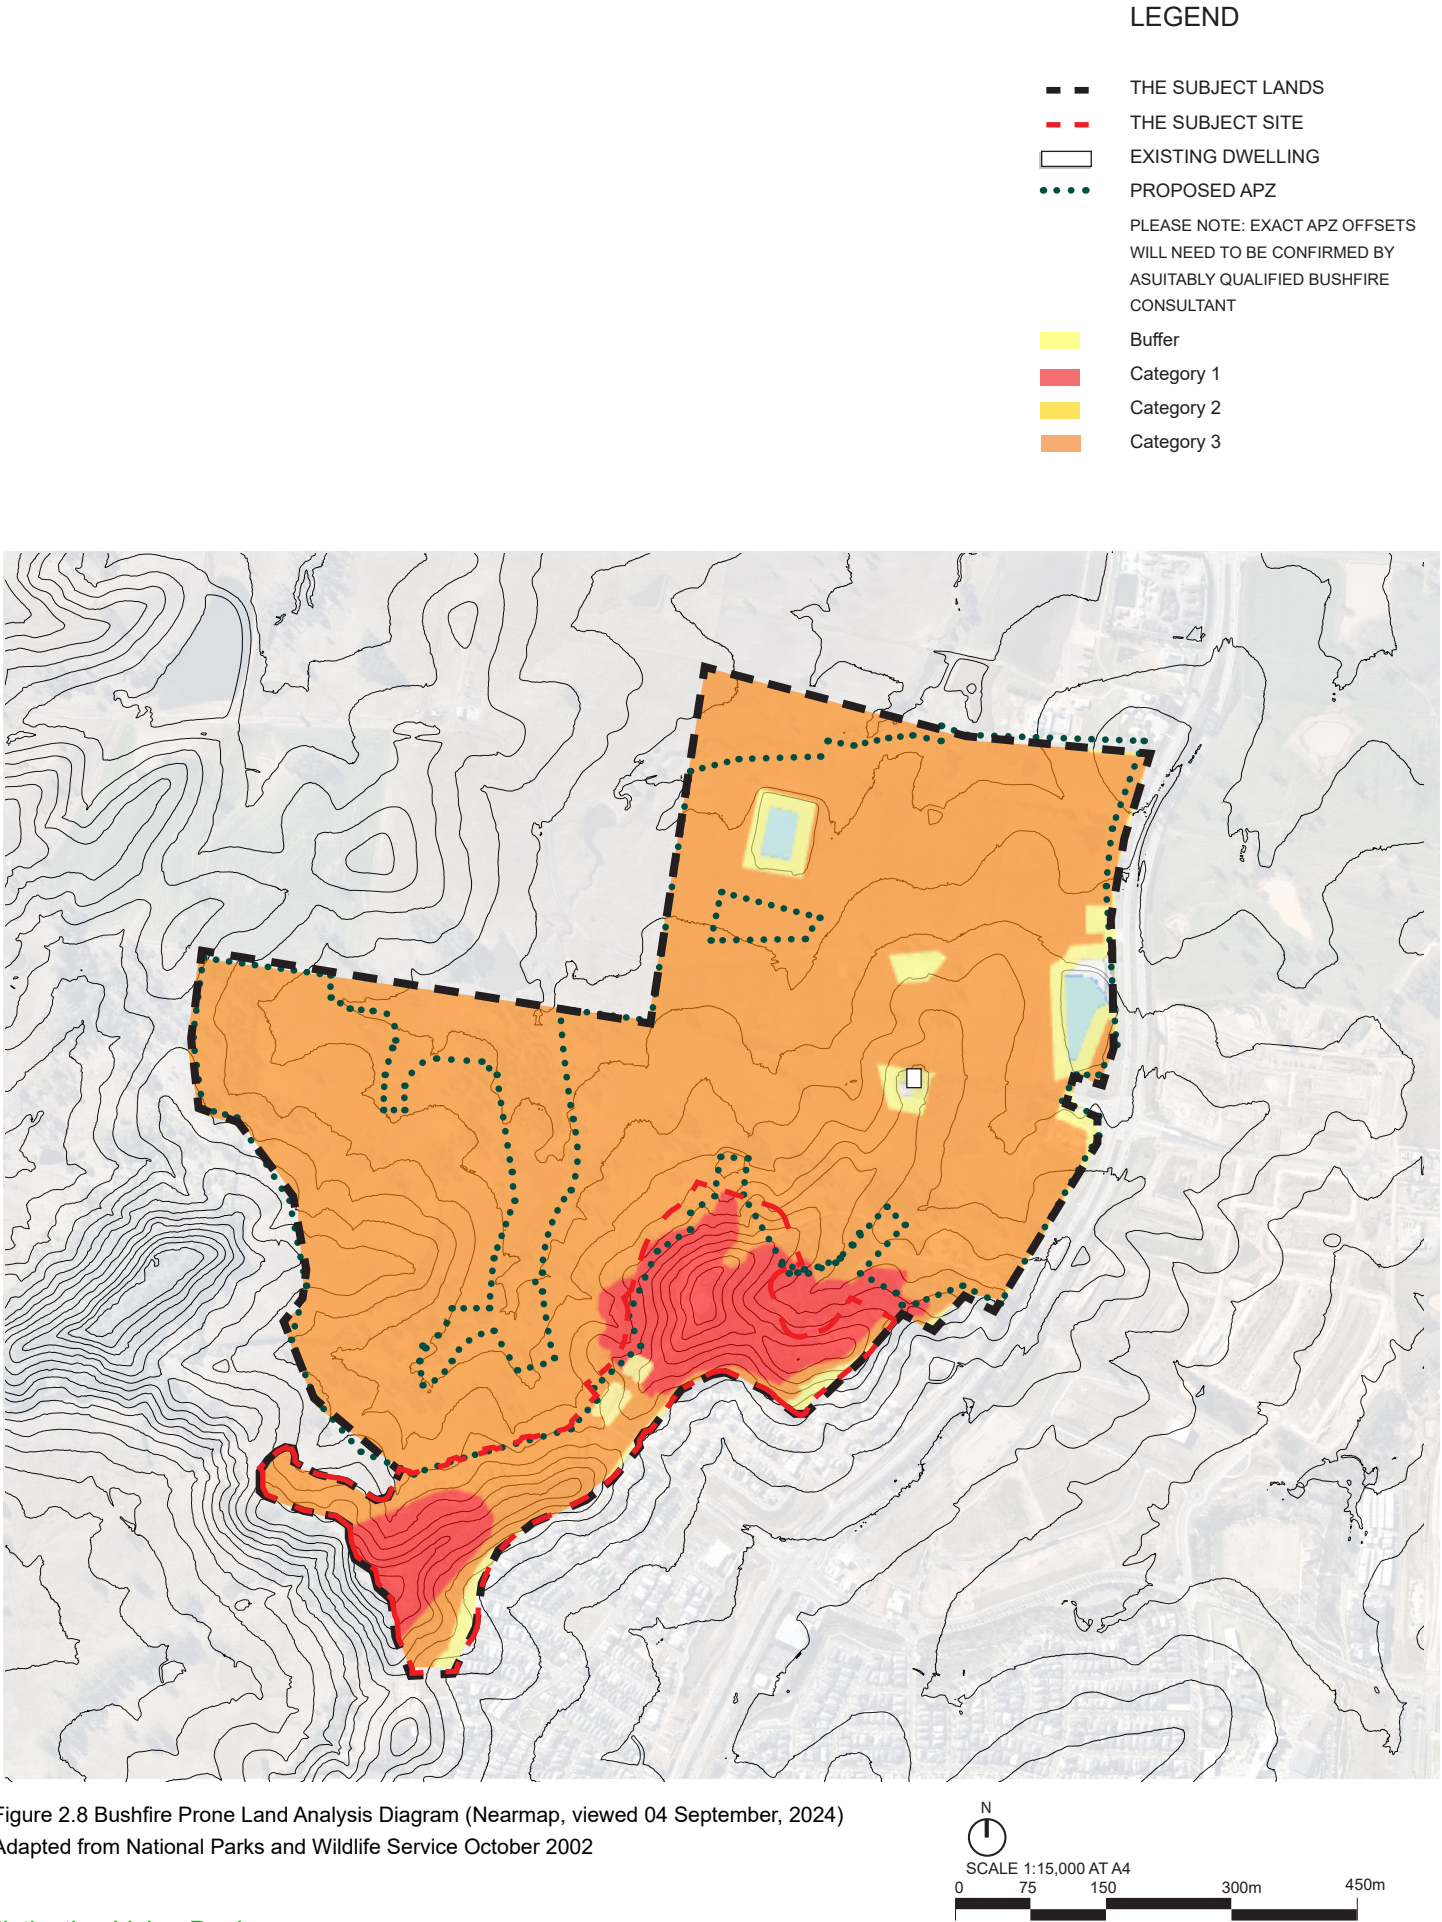 LEGEND
THE SUBJECT LANDS
THE SUBJECT SITE
EXISTING DWELLING
PROPOSED APZ
PLEASE NOTE: EXACT APZ OFFSETS
WILL NEED TO BE CONFIRMED BY
ASUITABLY QUALIFIED BUSHFIRE
CONSULTANT
Buffer
Category 1
Category 2
Category 3
Figure 2.8 Bushfire Prone Land Analysis Diagram (Nearmap, viewed 04 September, 2024)
Adapted from National Parks and Wildlife Service October 2002
N
SCALE 1:15,000 AT A4
0 75 150 300m 450m